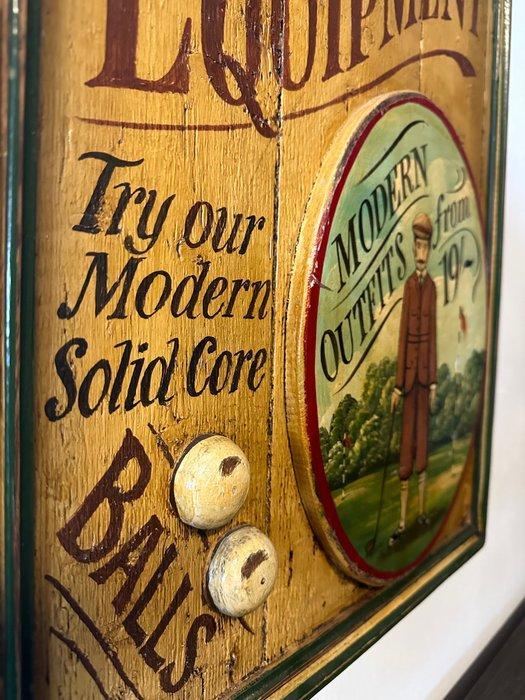 EQUIPMENT
Try our
Modern
Solid Core
BALLS
MODERN
OUTFITS
from
19/-